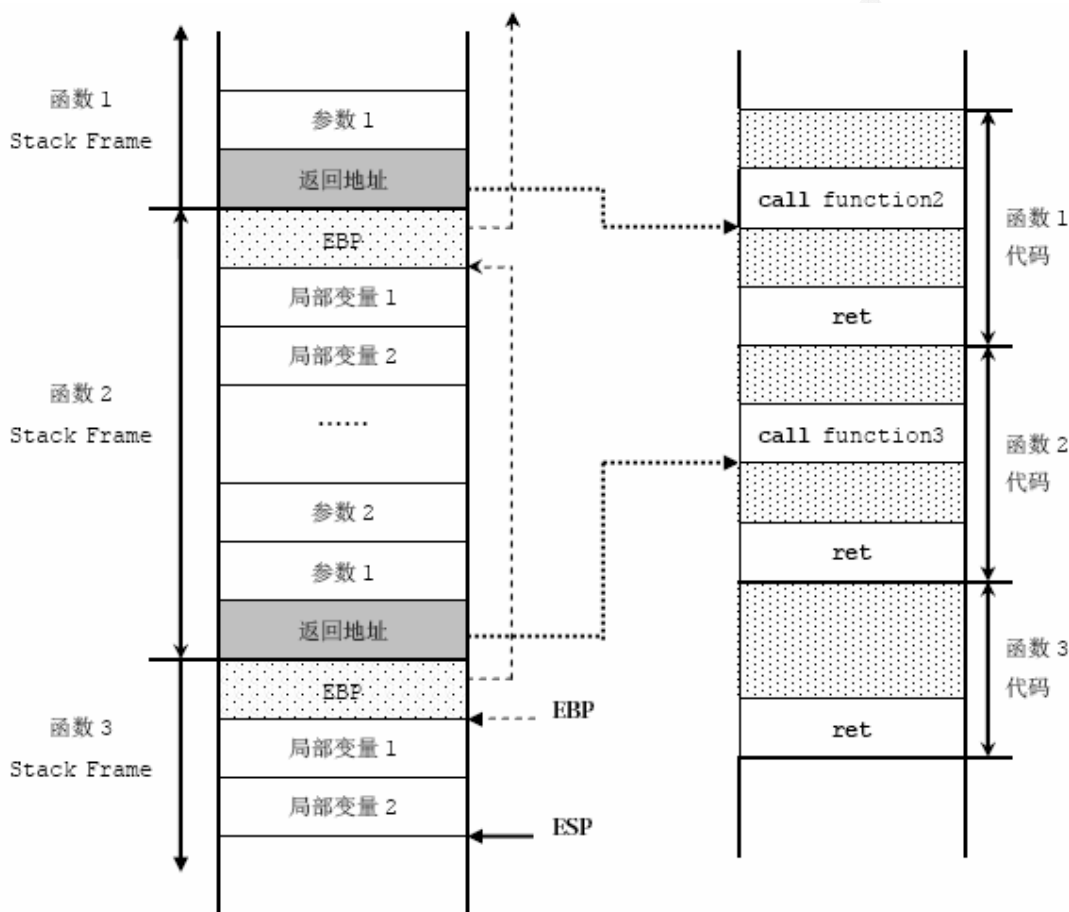 函数 1
Stack Frame
参数 1
返回地址
EBP
局部变量 1
局部变量 2
函数 2
Stack Frame
......
参数 2
参数 1
返回地址
EBP
函数 3
Stack Frame
局部变量 1
局部变量 2
EBP
ESP
call function2
函数 1
代码
ret
call function3
函数 2
代码
ret
函数 3
代码
ret